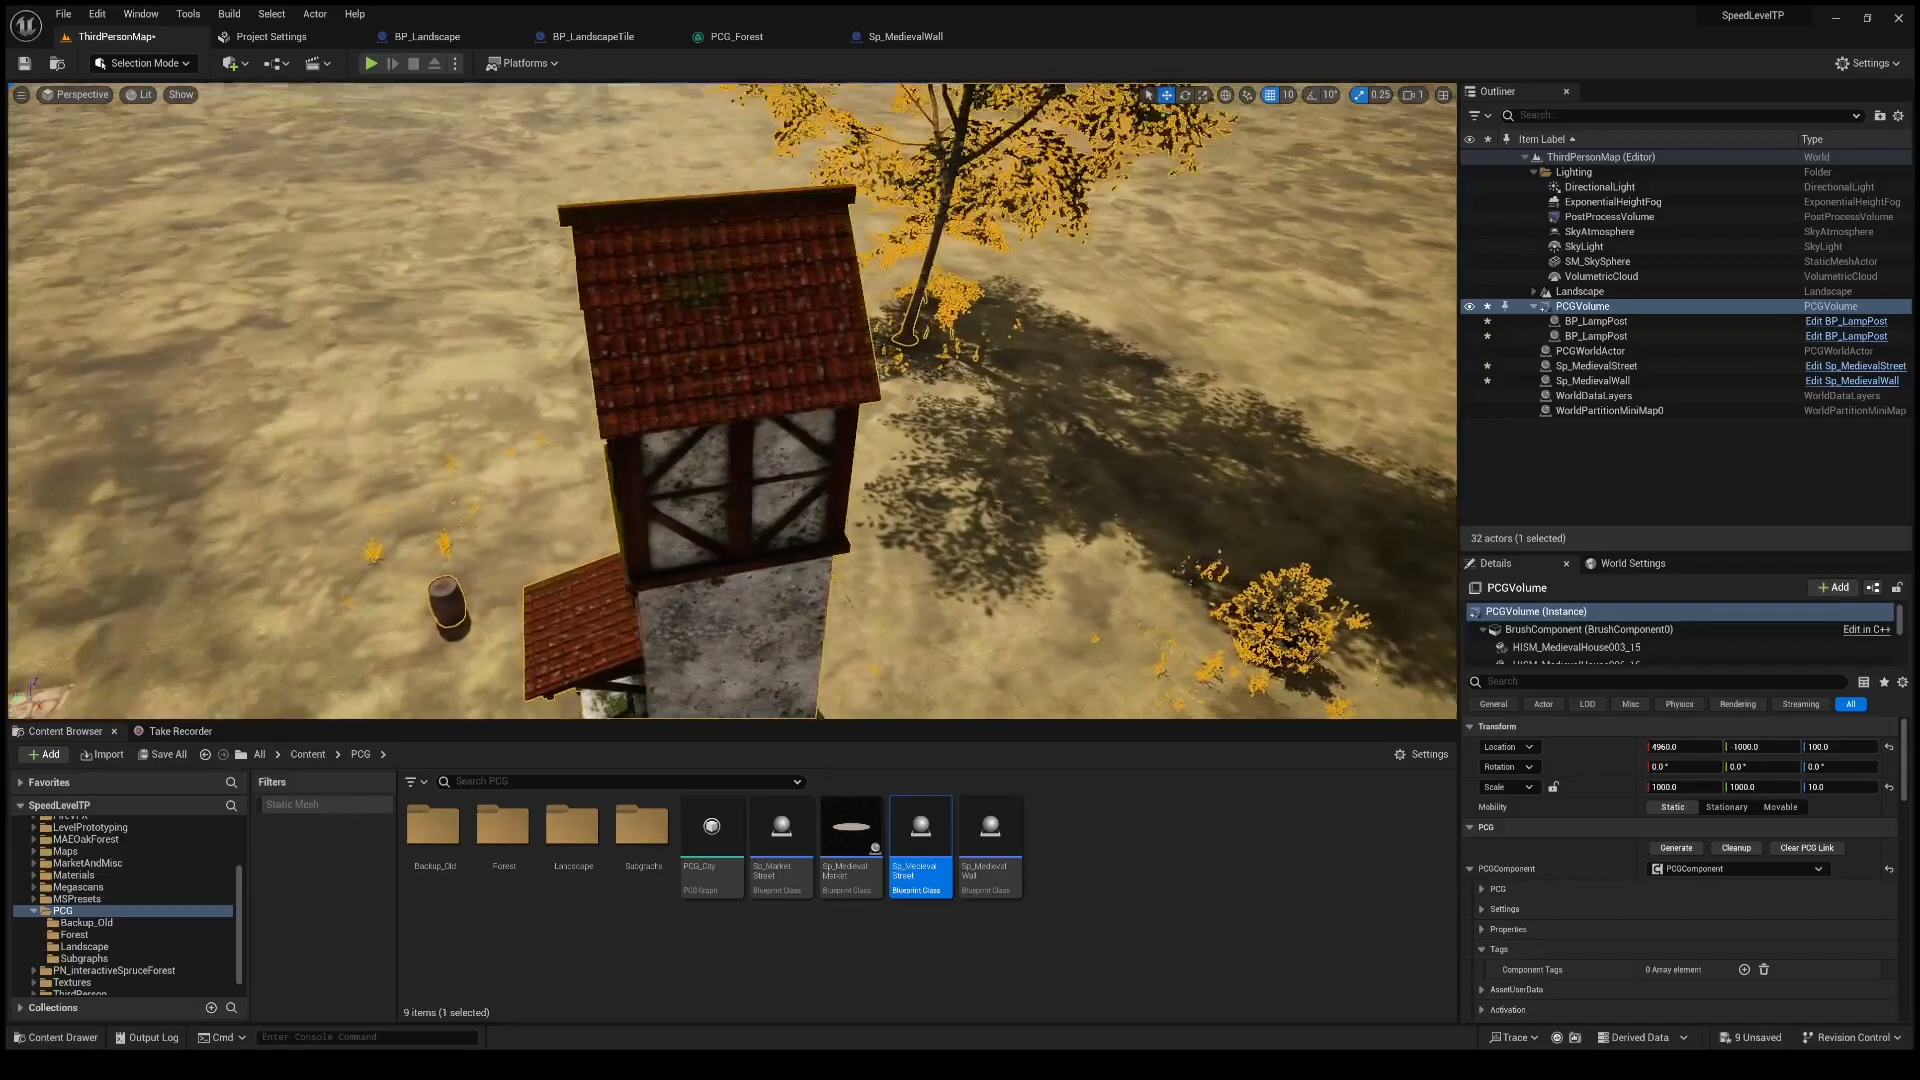 File Edit Window Tools Build Select Actor Help
SpeedLevelTP
ThirdPersonMap*
Project Settings
BP_Landscape
BP_LandscapeTile
PCG_Forest
Sp_MedievalWall
Selection Mode
Platforms
Settings
Perspective
Lit
Show
10
10°
0.25
1
Outliner
Search...
Item Label
Type
ThirdPersonMap (Editor) World
Lighting Folder
DirectionalLight DirectionalLight
ExponentialHeightFog ExponentialHeightFog
PostProcessVolume PostProcessVolume
SkyAtmosphere SkyAtmosphere
SkyLight SkyLight
SM_SkySphere StaticMeshActor
VolumetricCloud VolumetricCloud
Landscape Landscape
PCGVolume PCGVolume
BP_LampPost Edit BP_LampPost
BP_LampPost Edit BP_LampPost
PCGWorldActor PCGWorldActor
Sp_MedievalStreet Edit Sp_MedievalStreet
Sp_MedievalWall Edit Sp_MedievalWall
WorldDataLayers WorldDataLayers
WorldPartitionMiniMap0 WorldPartitionMiniMap
32 actors (1 selected)
Details
World Settings
PCGVolume
Add
PCGVolume (Instance)
BrushComponent (BrushComponent0) Edit in C++
HISM_MedievalHouse003_15
Search
General Actor LOD Misc Physics Rendering Streaming All
Transform
Location 4960.0 -1000.0 100.0
Rotation 0.0° 0.0° 0.0°
Scale 1000.0 1000.0 10.0
Mobility Static Stationary Movable
PCG
Generate Cleanup Clear PCG Link
PCGComponent PCGComponent
PCG
Settings
Properties
Tags
Component Tags 0 Array element
AssetUserData
Activation
Content Browser
Take Recorder
Add Import Save All All Content PCG
Settings
Favorites
SpeedLevelTP
LevelPrototyping
MAEOakForest
Maps
MarketAndMisc
Materials
Megascans
MSPresets
PCG
Backup_Old
Forest
Landscape
Subgraphs
PN_interactiveSpruceForest
Textures
ThirdPerson
Collections
Filters
Static Mesh
Search PCG
Backup_Old
Forest
Landscape
Subgraphs
PCG_City
PCG Graph
Sp_Market
Street
Blueprint Class
Sp_Medieval
Market
Blueprint Class
Sp_Medieval
Street
Blueprint Class
Sp_Medieval
Wall
Blueprint Class
9 items (1 selected)
Content Drawer
Output Log
Cmd
Enter Console Command
Trace
Derived Data
9 Unsaved
Revision Control